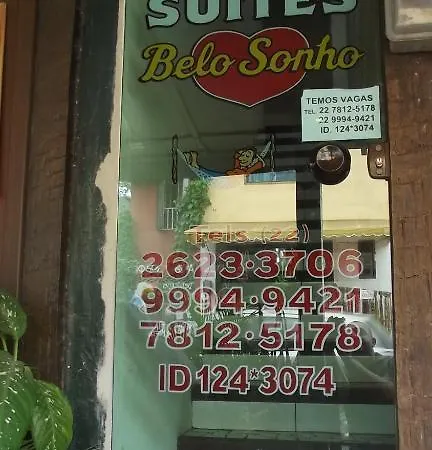 SUITES
Belo Sonho
TEMOS VAGAS
TEL. 22 7812-5178
22 9994-9421
ID. 124*3074
Tels.(22)
2623·3706
9994·9421
7812·5178
ID 124*3074